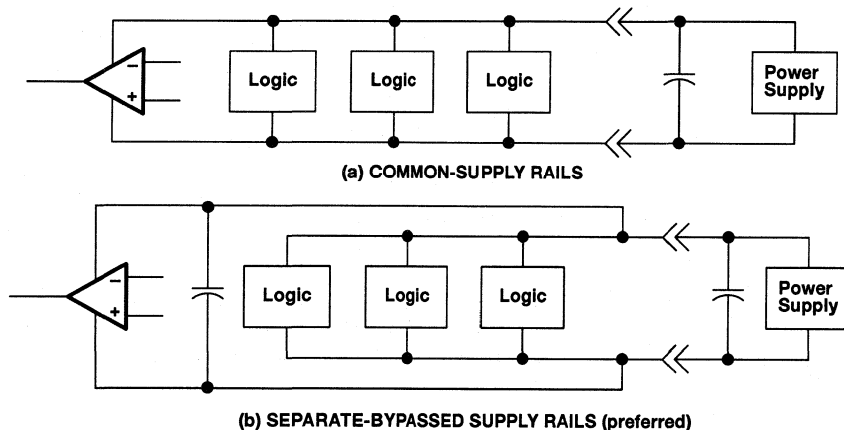 −
+
Logic
Logic
Logic
Power
Supply
(a) COMMON-SUPPLY RAILS
−
+
Logic
Logic
Logic
Power
Supply
(b) SEPARATE-BYPASSED SUPPLY RAILS (preferred)